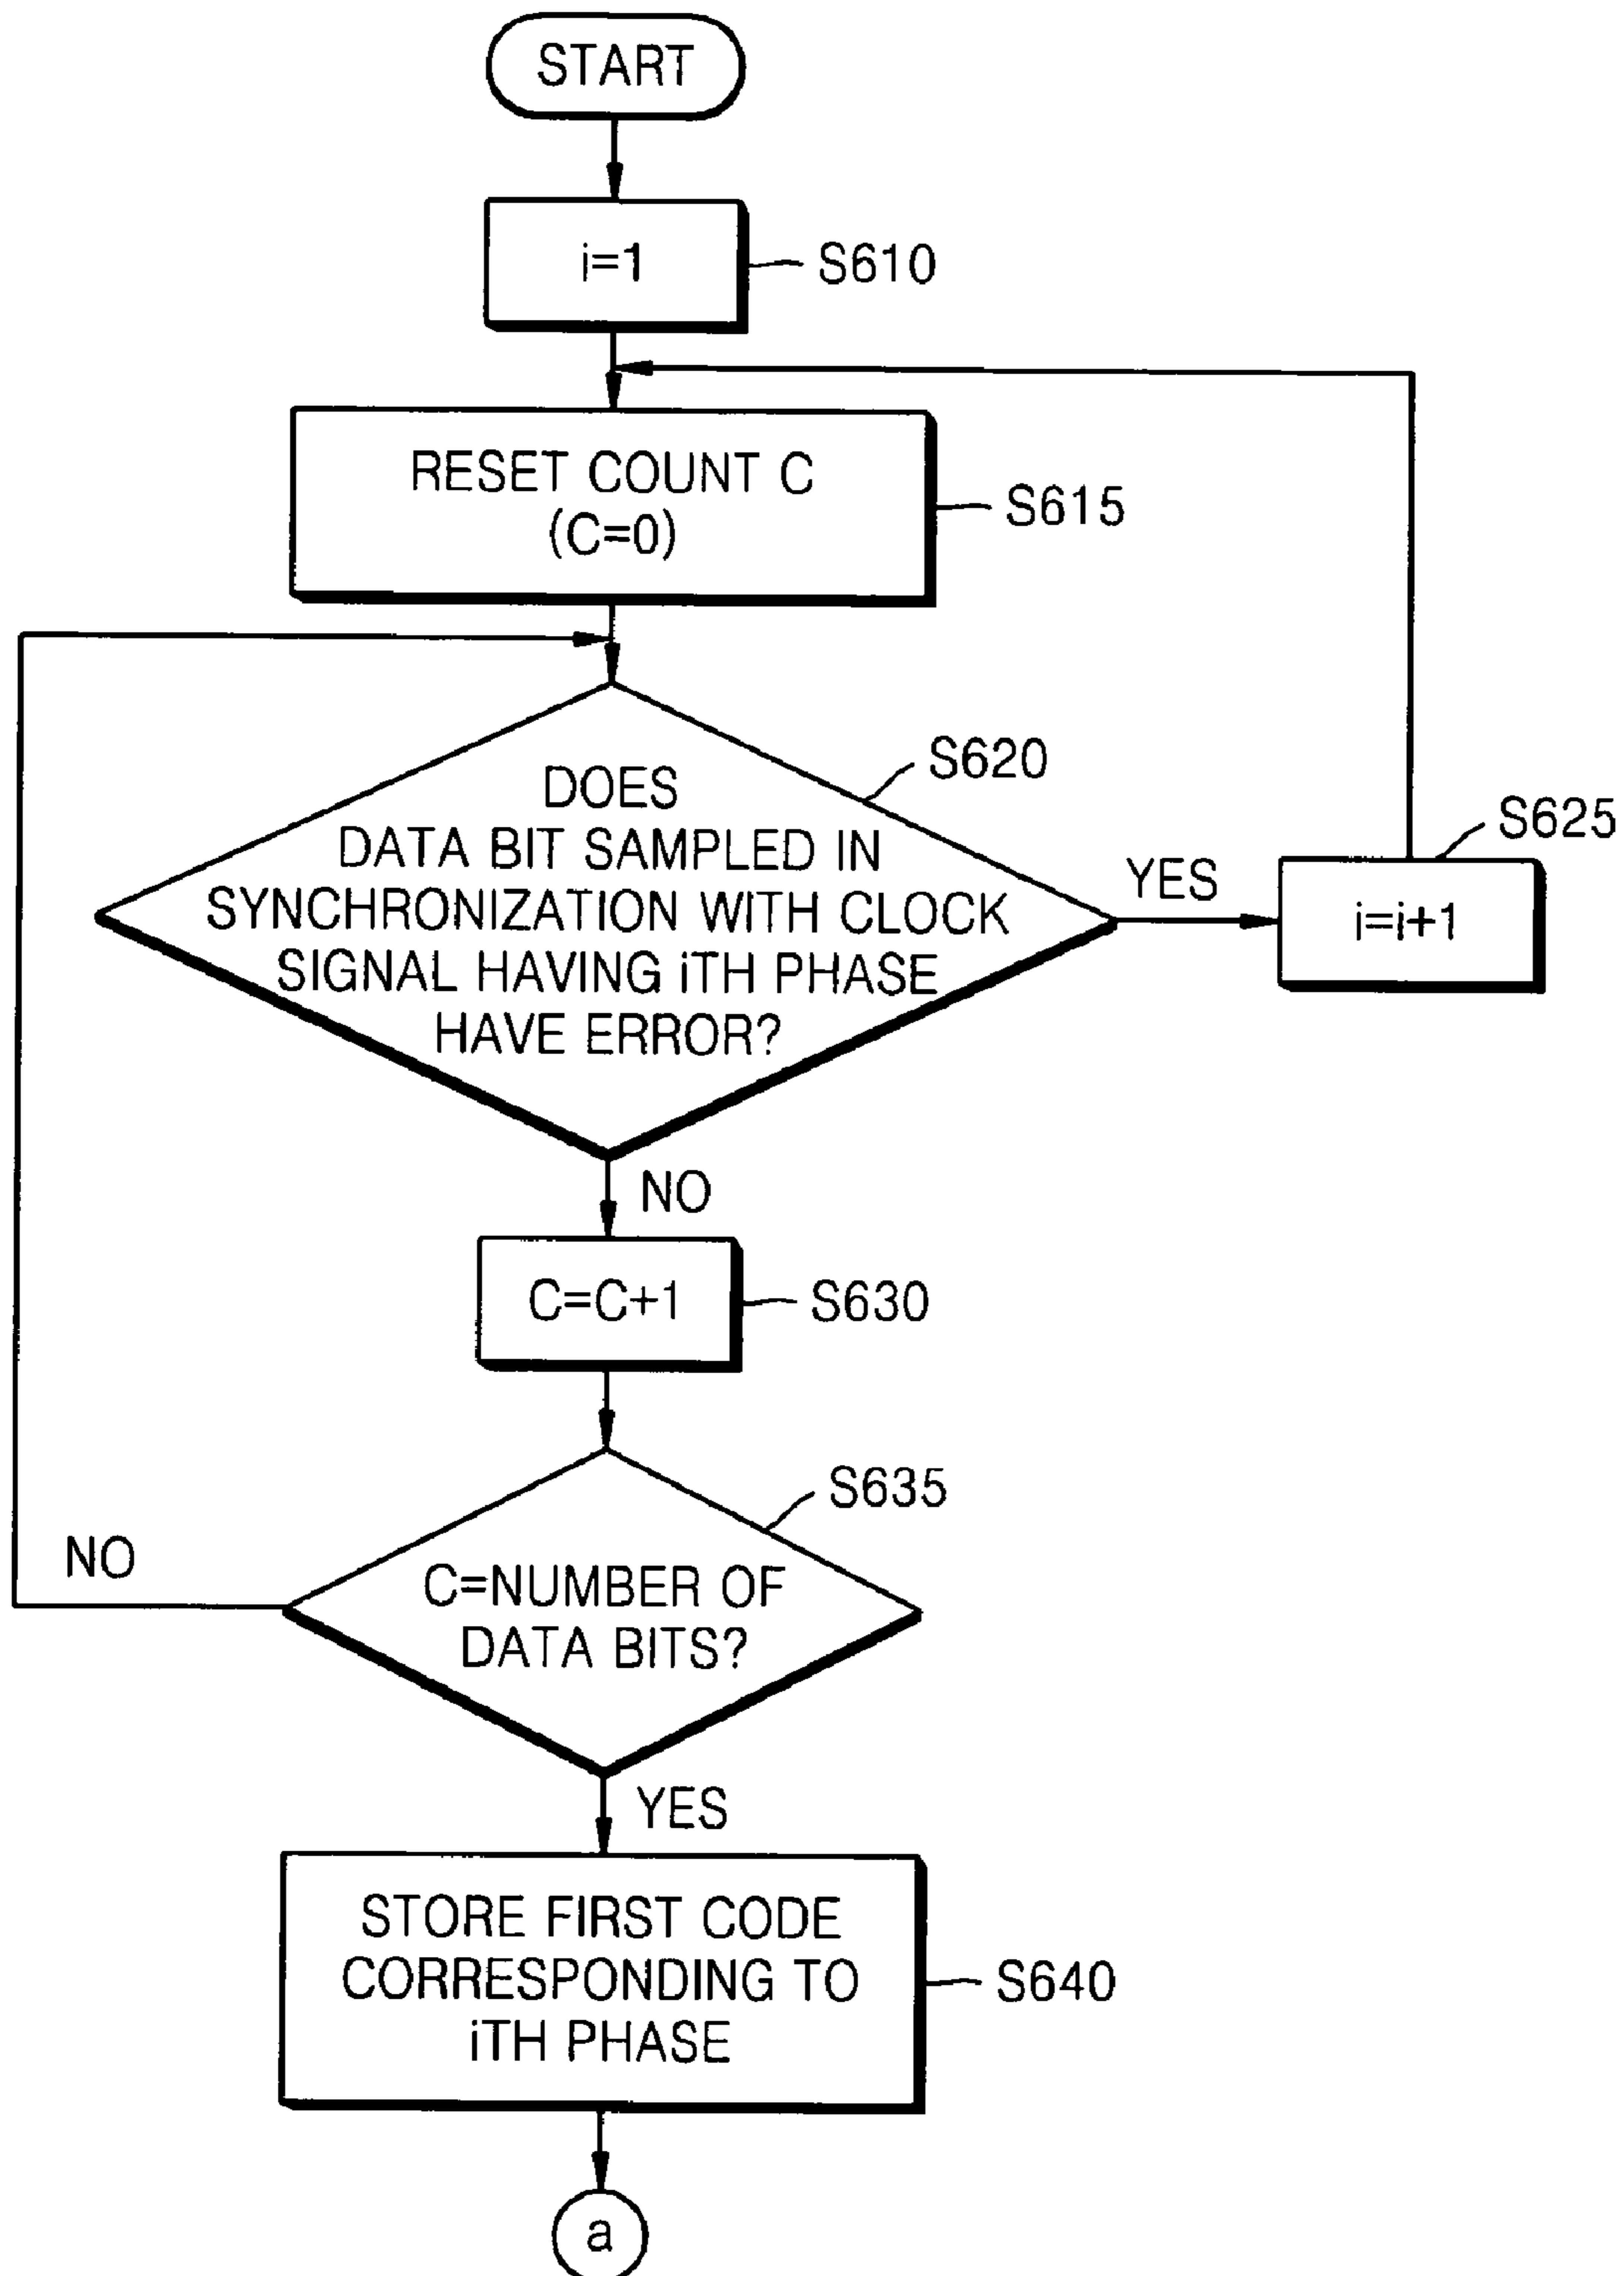 START
i=1
S610
RESET COUNT C
(C=0)
S615
S620
DOES
DATA BIT SAMPLED IN
SYNCHRONIZATION WITH CLOCK
SIGNAL HAVING iTH PHASE
HAVE ERROR?
YES
S625
i=i+1
NO
C=C+1
S630
S635
C=NUMBER OF
DATA BITS?
NO
YES
STORE FIRST CODE
CORRESPONDING TO
iTH PHASE
S640
a